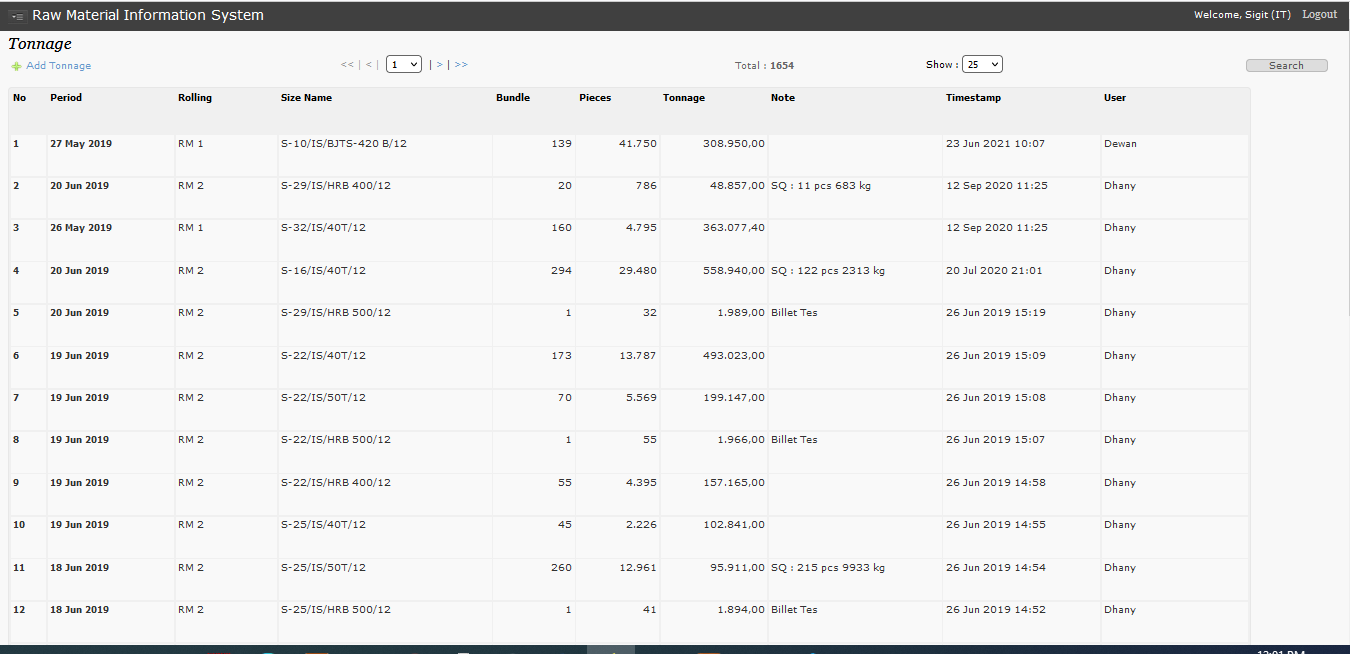 Raw Material Information System Welcome, Sigit (IT) Logout
Tonnage
Add Tonnage << | < | 1 | > | >> Total : 1654 Show : 25 Search
No Period Rolling Size Name Bundle Pieces Tonnage Note Timestamp User
1 27 May 2019 RM 1 S-10/IS/BJTS-420 B/12 139 41.750 308.950,00 23 Jun 2021 10:07 Dewan
2 20 Jun 2019 RM 2 S-29/IS/HRB 400/12 20 786 48.857,00 SQ : 11 pcs 683 kg 12 Sep 2020 11:25 Dhany
3 26 May 2019 RM 1 S-32/IS/40T/12 160 4.795 363.077,40 12 Sep 2020 11:25 Dhany
4 20 Jun 2019 RM 2 S-16/IS/40T/12 294 29.480 558.940,00 SQ : 122 pcs 2313 kg 20 Jul 2020 21:01 Dhany
5 20 Jun 2019 RM 2 S-29/IS/HRB 500/12 1 32 1.989,00 Billet Tes 26 Jun 2019 15:19 Dhany
6 19 Jun 2019 RM 2 S-22/IS/40T/12 173 13.787 493.023,00 26 Jun 2019 15:09 Dhany
7 19 Jun 2019 RM 2 S-22/IS/50T/12 70 5.569 199.147,00 26 Jun 2019 15:08 Dhany
8 19 Jun 2019 RM 2 S-22/IS/HRB 500/12 1 55 1.966,00 Billet Tes 26 Jun 2019 15:07 Dhany
9 19 Jun 2019 RM 2 S-22/IS/HRB 400/12 55 4.395 157.165,00 26 Jun 2019 14:58 Dhany
10 19 Jun 2019 RM 2 S-25/IS/40T/12 45 2.226 102.841,00 26 Jun 2019 14:55 Dhany
11 18 Jun 2019 RM 2 S-25/IS/50T/12 260 12.961 95.911,00 SQ : 215 pcs 9933 kg 26 Jun 2019 14:54 Dhany
12 18 Jun 2019 RM 2 S-25/IS/HRB 500/12 1 41 1.894,00 Billet Tes 26 Jun 2019 14:52 Dhany